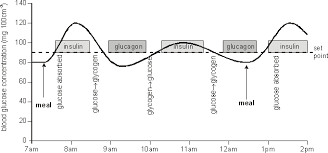 blood glucose concentration (mg 100cm⁻³)
140
120
100
80
60
40
20
0
insulin
glucagon
insulin
glucagon
insulin
set
point
meal
glucose absorbed
glucose→glycogen
glycogen→glucose
glucose→glycogen
meal
glucose absorbed
7am
8am
9am
10am
11am
12am
1pm
2pm